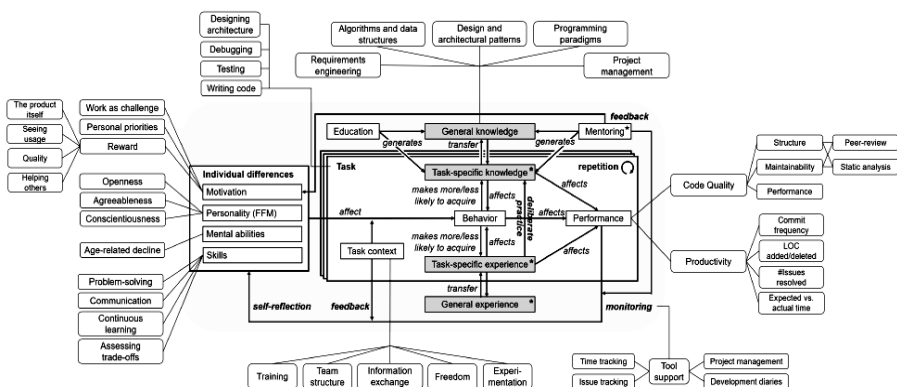 Designing
architecture
Debugging
Testing
Writing code
Algorithms and data
structures
Design and
architectural patterns
Programming
paradigms
Requirements
engineering
Project
management
The product
itself
Seeing
usage
Quality
Helping
others
Work as challenge
Personal priorities
Reward
Openness
Agreeableness
Conscientiousness
Age-related decline
Problem-solving
Communication
Continuous
learning
Assessing
trade-offs
Individual differences
Motivation
Personality (FFM)
Mental abilities
Skills
feedback
Education
General knowledge
Mentoring*
generates
transfer
generates
Task
repetition
Task-specific knowledge*
makes more/less
likely to acquire
affects
deliberate
practice
affects
affect
Behavior
affects
Performance
Task context
makes more/less
likely to acquire
affects
affects
Task-specific experience*
transfer
General experience *
self-reflection
feedback
monitoring
Training
Team
structure
Information
exchange
Freedom
Experi-
mentation
Code Quality
Structure
Maintainability
Performance
Peer-review
Static analysis
Productivity
Commit
frequency
LOC
added/deleted
#Issues
resolved
Expected vs.
actual time
Time tracking
Issue tracking
Tool
support
Project management
Development diaries